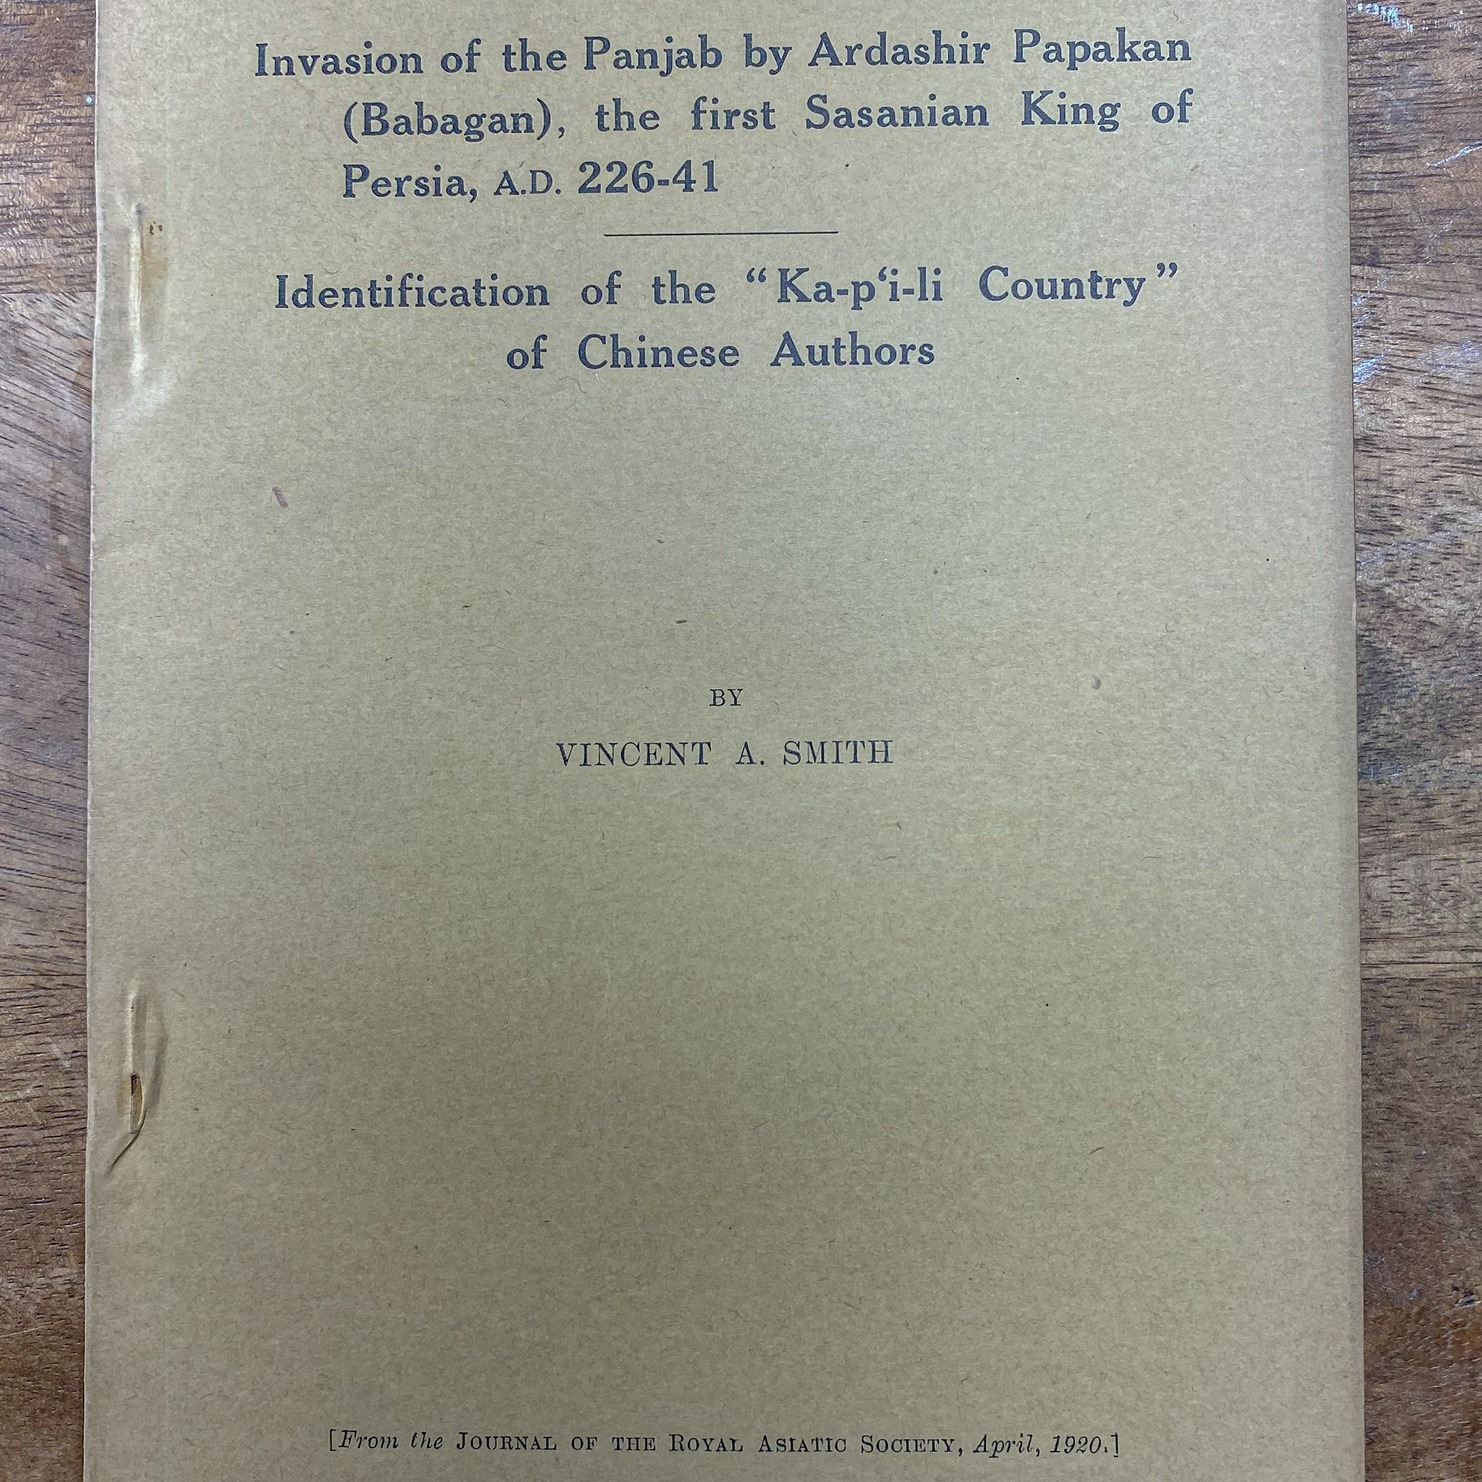 Invasion of the Panjab by Ardashir Papakan
(Babagan), the first Sasanian King of
Persia, A.D. 226-41
Identification of the “Ka-p‘i-li Country”
of Chinese Authors
BY
VINCENT A. SMITH
[From the JOURNAL OF THE ROYAL ASIATIC SOCIETY, April, 1920.]